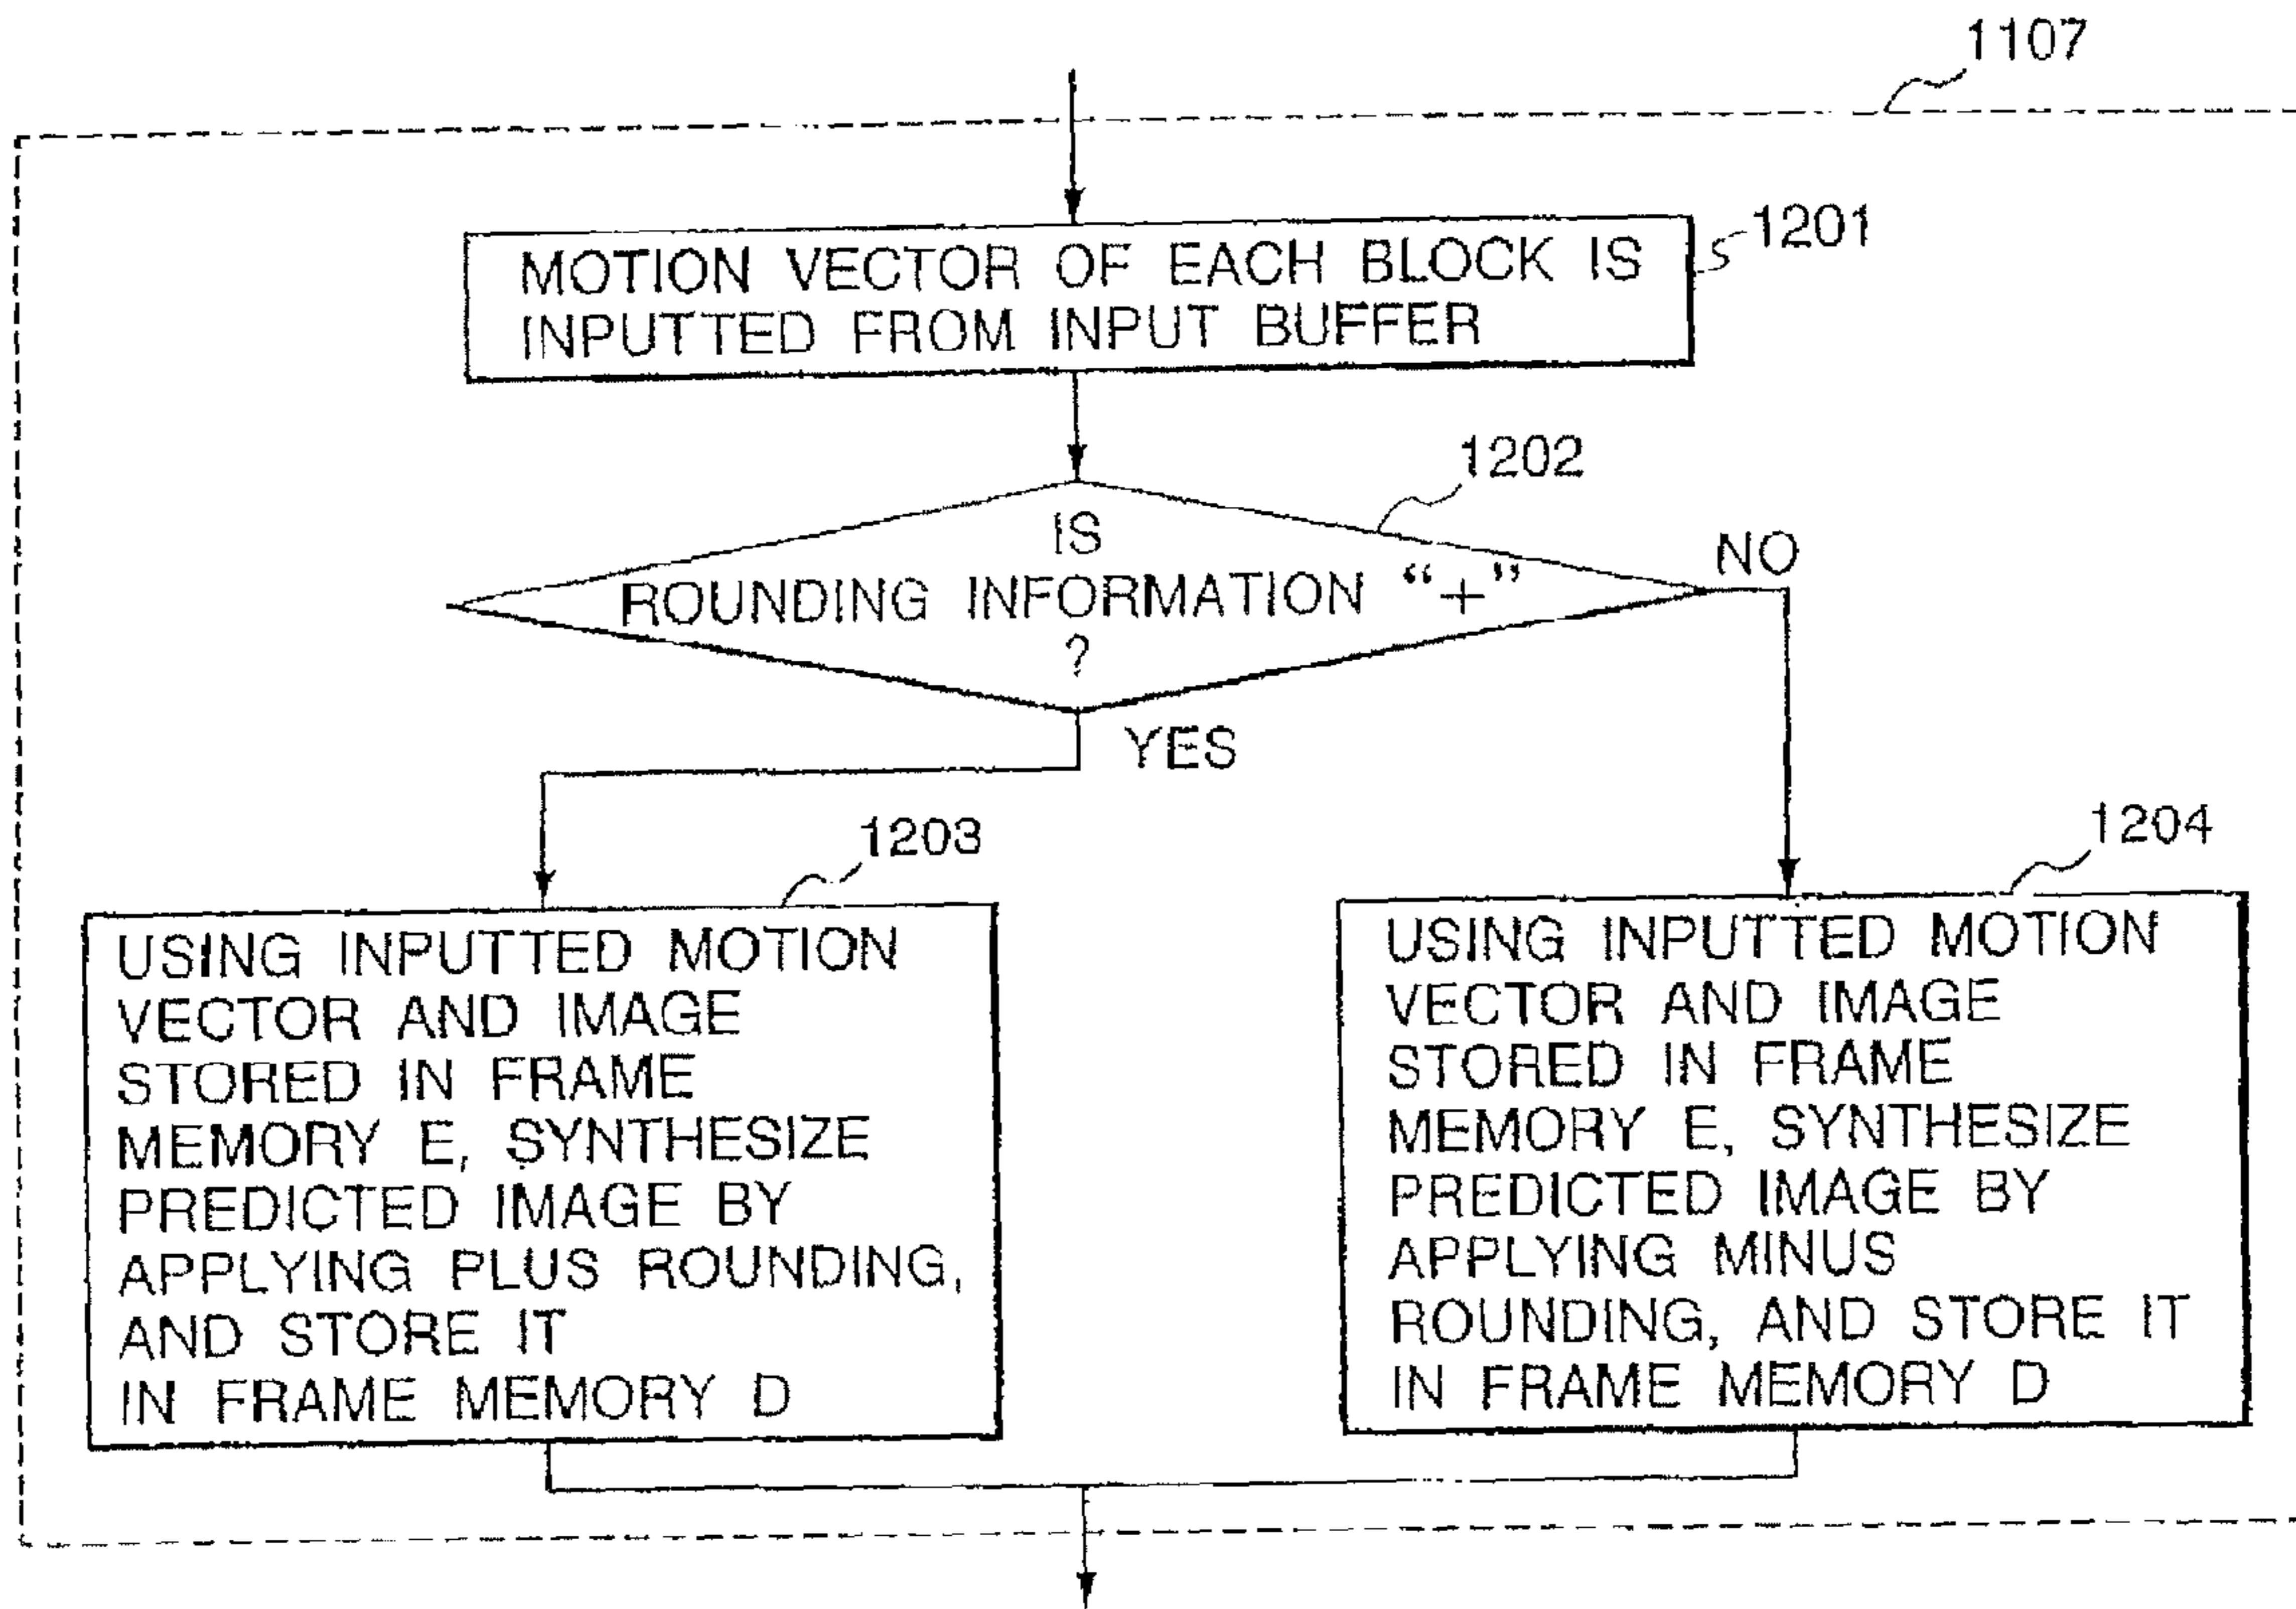 1107
MOTION VECTOR OF EACH BLOCK IS
INPUTTED FROM INPUT BUFFER
1201
1202
IS
ROUNDING INFORMATION “+”
?
NO
YES
1203
USING INPUTTED MOTION
VECTOR AND IMAGE
STORED IN FRAME
MEMORY E, SYNTHESIZE
PREDICTED IMAGE BY
APPLYING PLUS ROUNDING,
AND STORE IT
IN FRAME MEMORY D
1204
USING INPUTTED MOTION
VECTOR AND IMAGE
STORED IN FRAME
MEMORY E, SYNTHESIZE
PREDICTED IMAGE BY
APPLYING MINUS
ROUNDING, AND STORE IT
IN FRAME MEMORY D